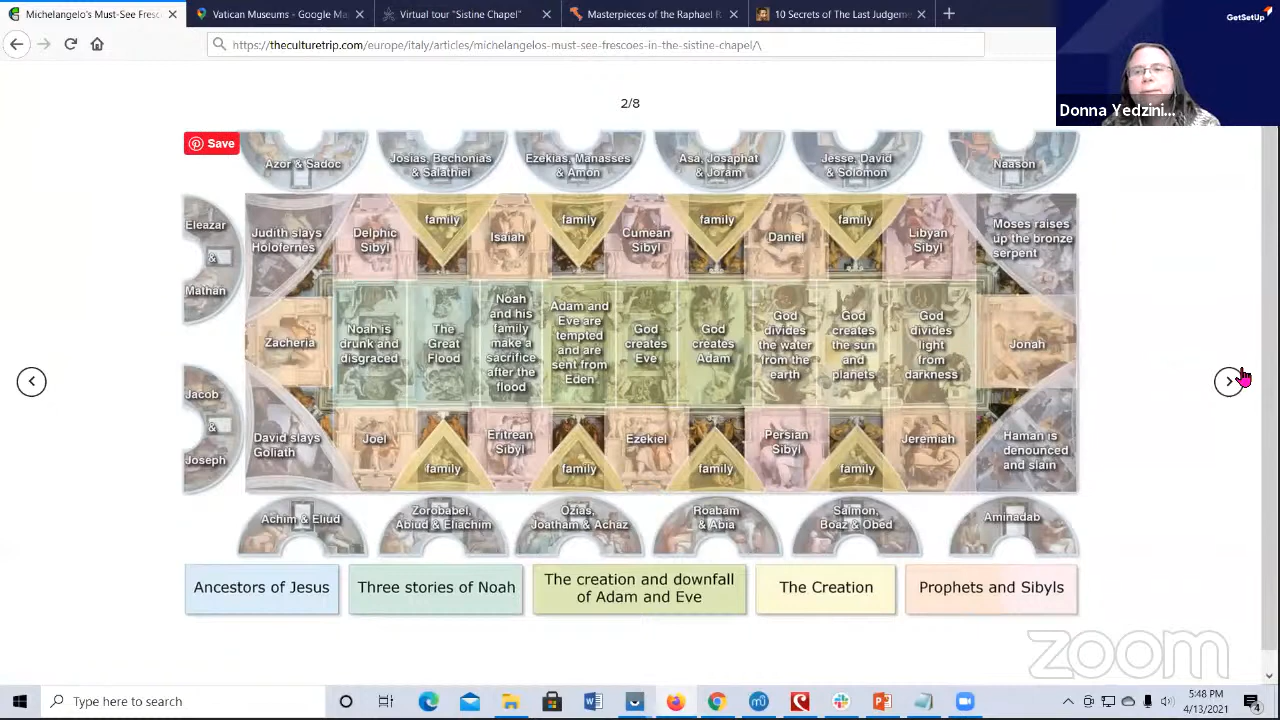 Michelangelo's Must-See Fresc
Vatican Museums - Google Ma
Virtual tour "Sistine Chapel"
Masterpieces of the Raphael R
10 Secrets of The Last Judgeme
GetSetUp
https://theculturetrip.com/europe/italy/articles/michelangelos-must-see-frescoes-in-the-sistine-chapel/\
Donna Yedzini...
2/8
Save
Azor & Sadoc
Josias, Bechonias
& Salathiel
Ezekias, Manasses
& Amon
Asa, Josaphat
& Joram
Jesse, David
& Solomon
Naason
Eleazar
&
Mathan
Judith slays
Holofernes
Delphic
Sibyl
family
Isaiah
family
Cumean
Sibyl
family
Daniel
family
Libyan
Sibyl
Moses raises
up the bronze
serpent
Zacheria
Noah is
drunk and
disgraced
The
Great
Flood
Noah
and his
family
make a
sacrifice
after the
flood
Adam and
Eve are
tempted
and are
sent from
Eden
God
creates
Eve
God
creates
Adam
God
divides
the water
from the
earth
God
creates
the sun
and
planets
God
divides
light
from
darkness
Jonah
Jacob
&
Joseph
David slays
Goliath
Joel
family
Eritrean
Sibyl
family
Ezekiel
family
Persian
Sibyl
family
Jeremiah
Haman is
denounced
and slain
Achim & Eliud
Zorobabel,
Abiud & Eliachim
Ozias,
Joatham & Achaz
Roabam
& Abia
Salmon,
Boaz & Obed
Aminadab
Ancestors of Jesus
Three stories of Noah
The creation and downfall
of Adam and Eve
The Creation
Prophets and Sibyls
zoom
Type here to search
5:48 PM
4/13/2021
4